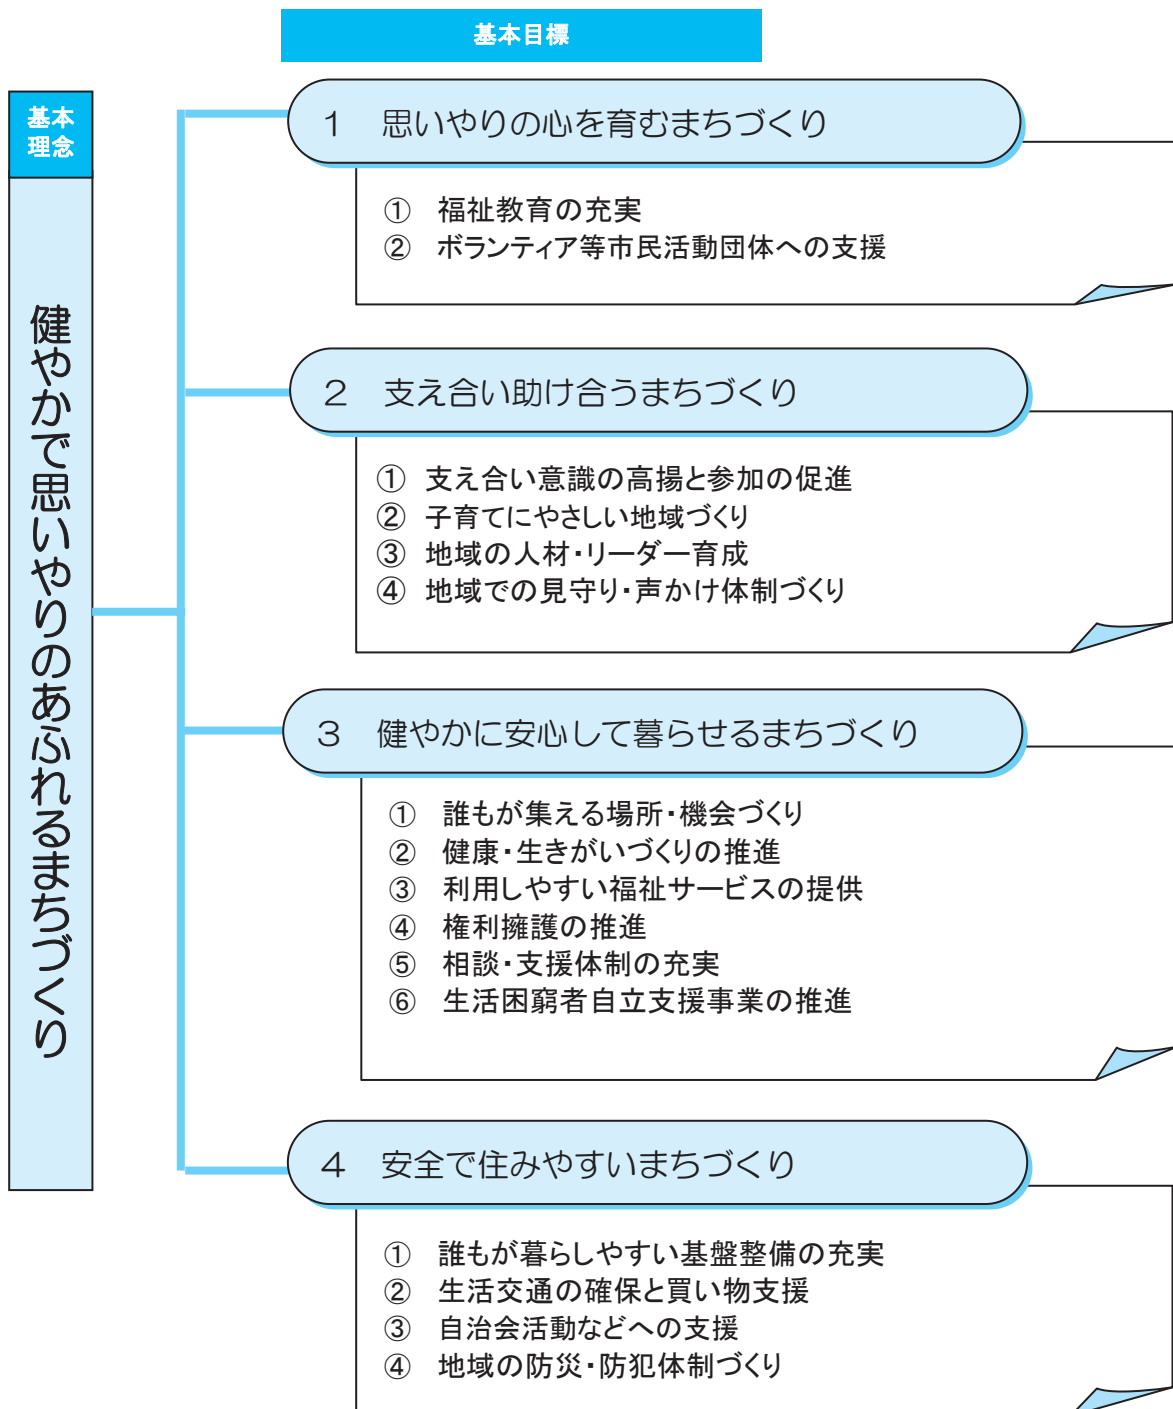 基本目標
基本
理念
健やかで思いやりのあふれるまちづくり
1 思いやりの心を育むまちづくり
① 福祉教育の充実
② ボランティア等市民活動団体への支援
2 支え合い助け合うまちづくり
① 支え合い意識の高揚と参加の促進
② 子育てにやさしい地域づくり
③ 地域の人材・リーダー育成
④ 地域での見守り・声かけ体制づくり
3 健やかに安心して暮らせるまちづくり
① 誰もが集える場所・機会づくり
② 健康・生きがいづくりの推進
③ 利用しやすい福祉サービスの提供
④ 権利擁護の推進
⑤ 相談・支援体制の充実
⑥ 生活困窮者自立支援事業の推進
4 安全で住みやすいまちづくり
① 誰もが暮らしやすい基盤整備の充実
② 生活交通の確保と買い物支援
③ 自治会活動などへの支援
④ 地域の防災・防犯体制づくり